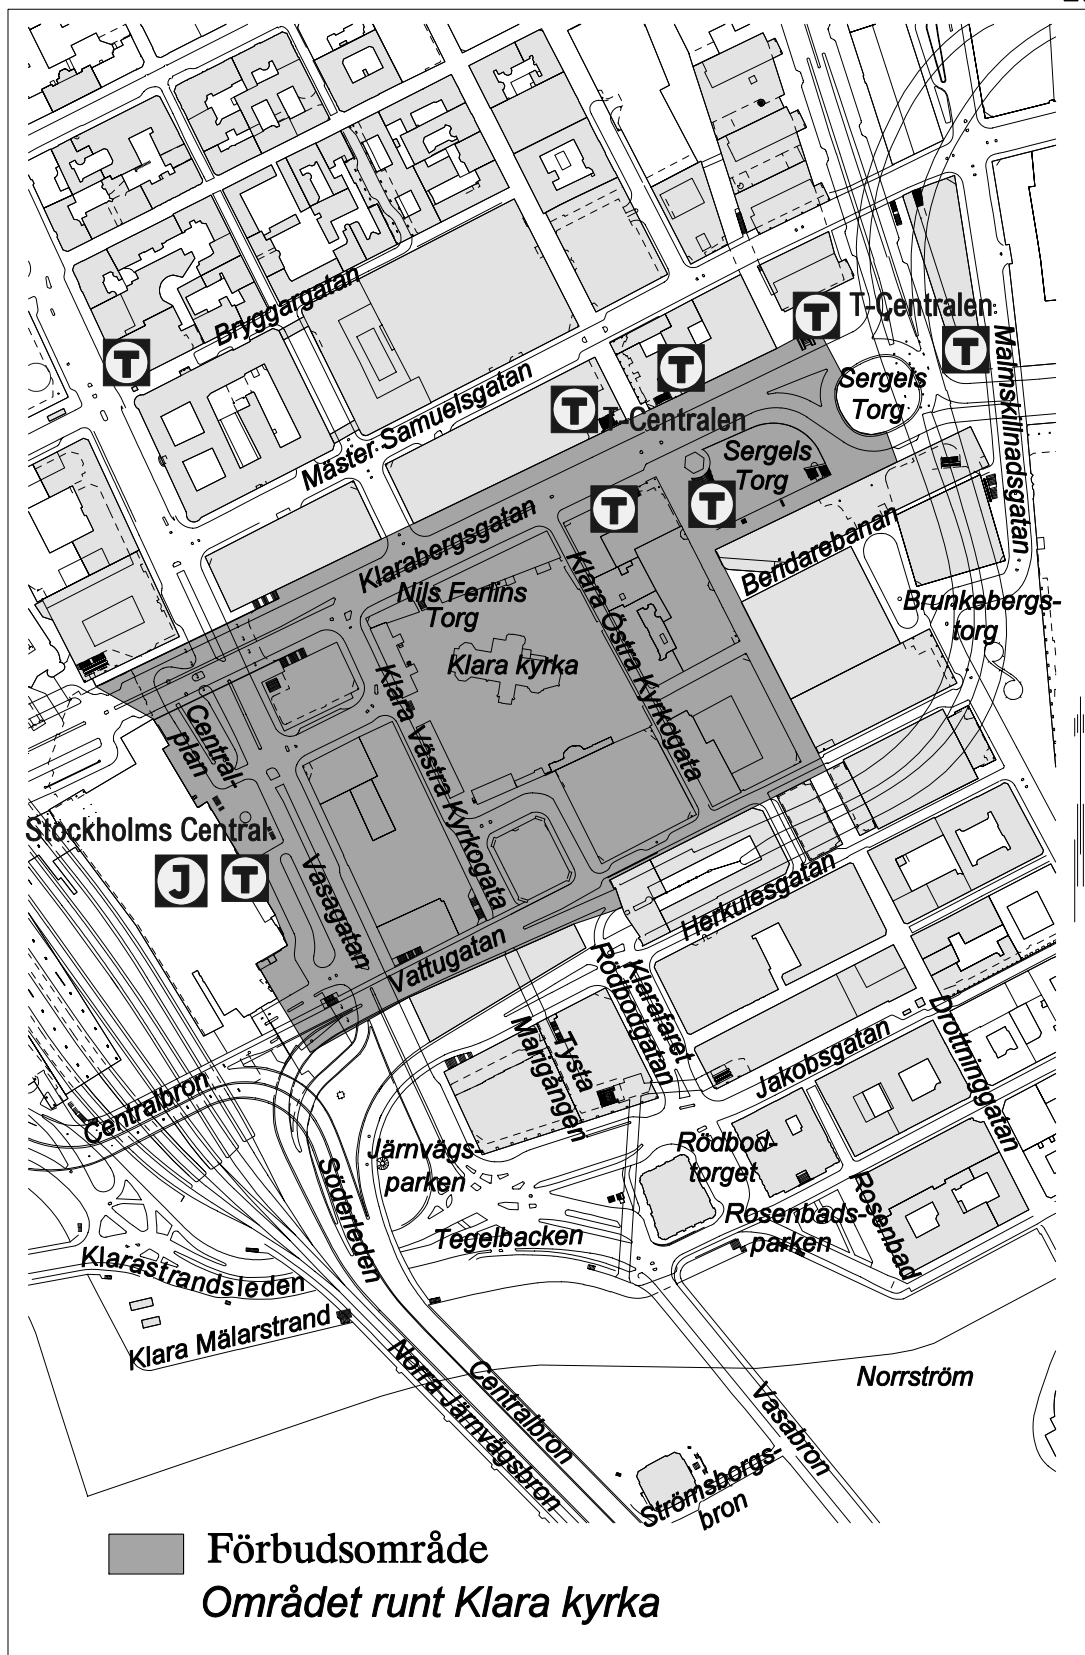 Bryggargatan
T
T
T-Centralen
T
Malmskillnadsgatan
T
Sergels
Torg
Mäster Samuelsgatan
T
T-Centralen
Sergels
Torg
T
T
Klarabergsgatan
Beridarebanan
Nils Ferlins
Torg
Klara Östra Kyrkogata
Brunkebergs-
torg
Klara kyrka
Klara Västra Kyrkogata
Central-
plan
Stockholms Central
J
T
Vasagatan
Herkulesgatan
Vattugatan
Klarafaret
Rödbodgatan
Drottninggatan
Tysta
Marigången
Jakobsgatan
Centralbron
Järnvägs-
parken
Söderleden
Rödbod-
torget
Rosenbad
Rosenbads-
parken
Tegelbacken
Klarastrandsleden
Klara Mälarstrand
Norra Järnvägsbron
Centralbron
Norrström
Vasabron
Strömsborgs-
bron
Förbudsområde
Området runt Klara kyrka